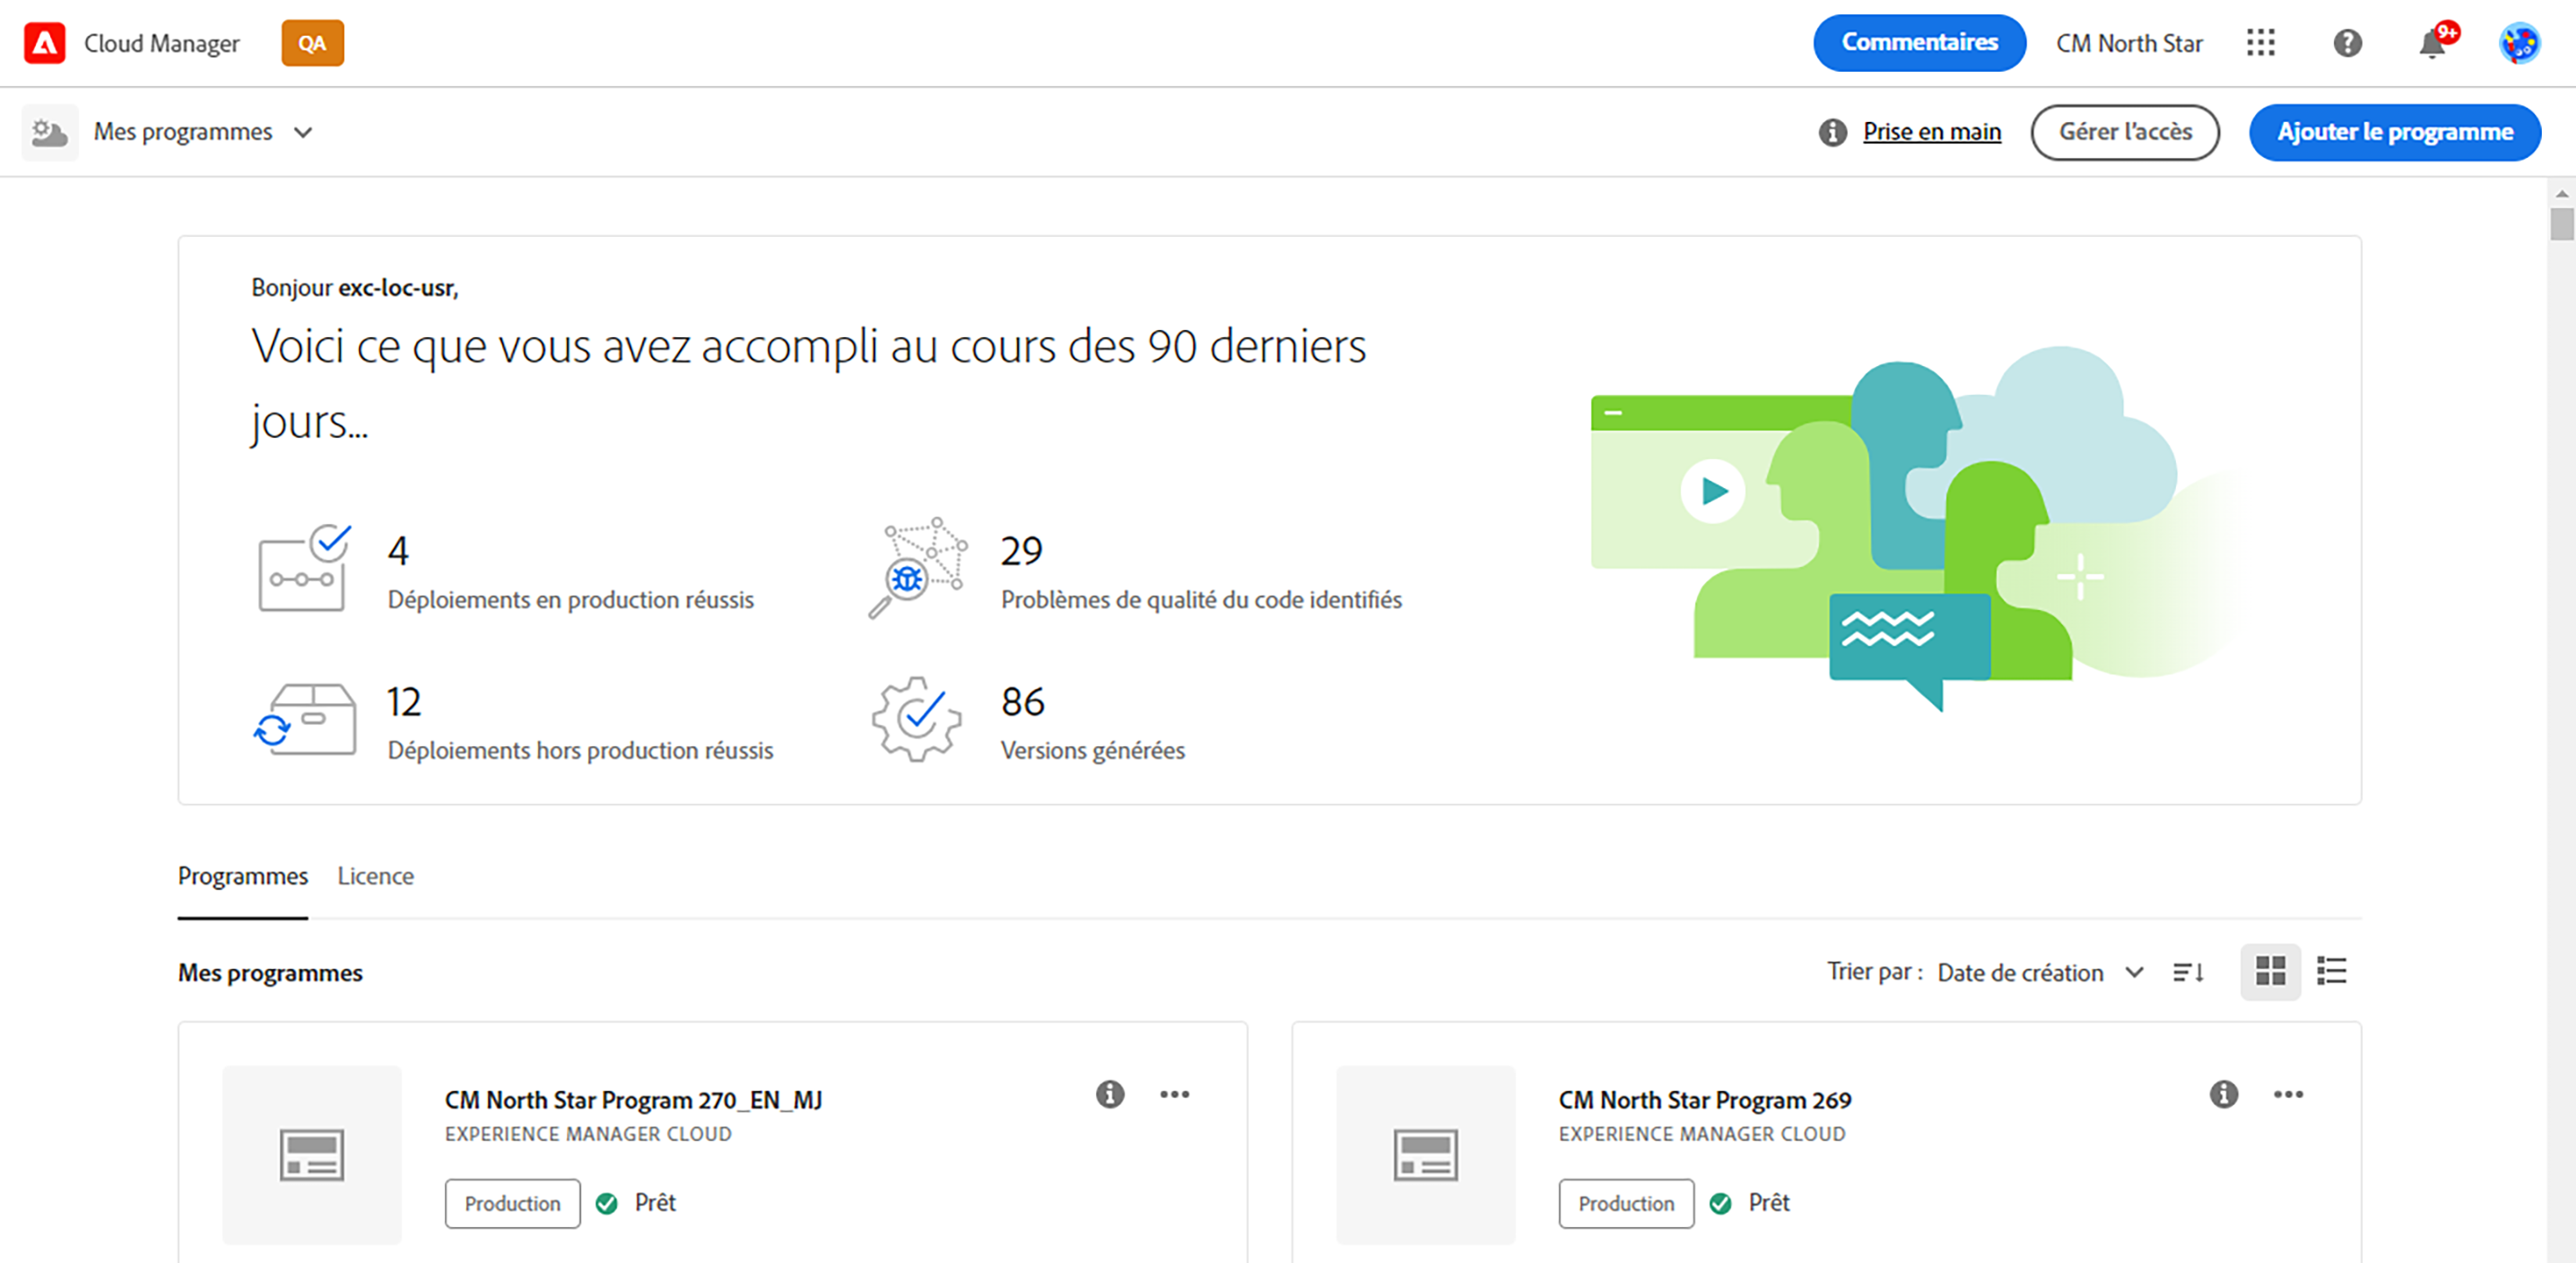 Cloud Manager
QA
Commentaires
CM North Star
9+
Mes programmes
Prise en main
Gérer l’accès
Ajouter le programme
Bonjour exc-loc-usr,
Voici ce que vous avez accompli au cours des 90 derniers
jours...
4
Déploiements en production réussis
29
Problèmes de qualité du code identifiés
12
Déploiements hors production réussis
86
Versions générées
Programmes
Licence
Mes programmes
Trier par :
Date de création
CM North Star Program 270_EN_MJ
EXPERIENCE MANAGER CLOUD
Production
Prêt
CM North Star Program 269
EXPERIENCE MANAGER CLOUD
Production
Prêt